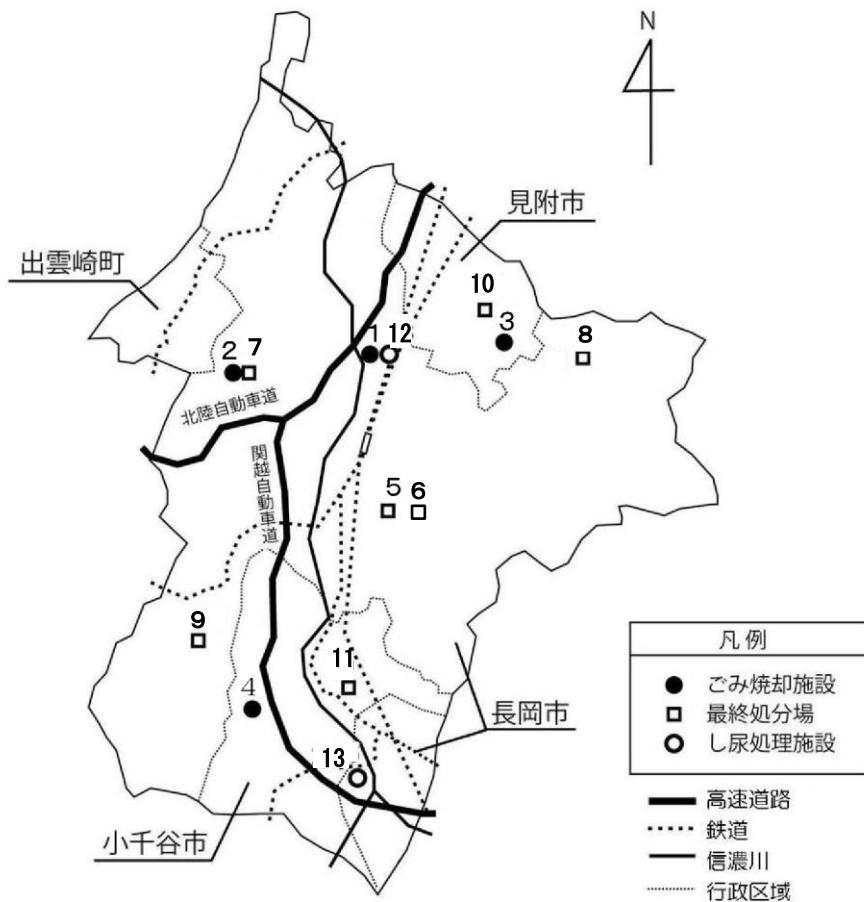 N
見附市
出雲崎町
10
3
8
1
12
2
7
北陸自動車道
関越自動車道
5
6
9
11
4
長岡市
13
小千谷市
凡例
ごみ焼却施設
最終処分場
し尿処理施設
高速道路
鉄道
信濃川
行政区域